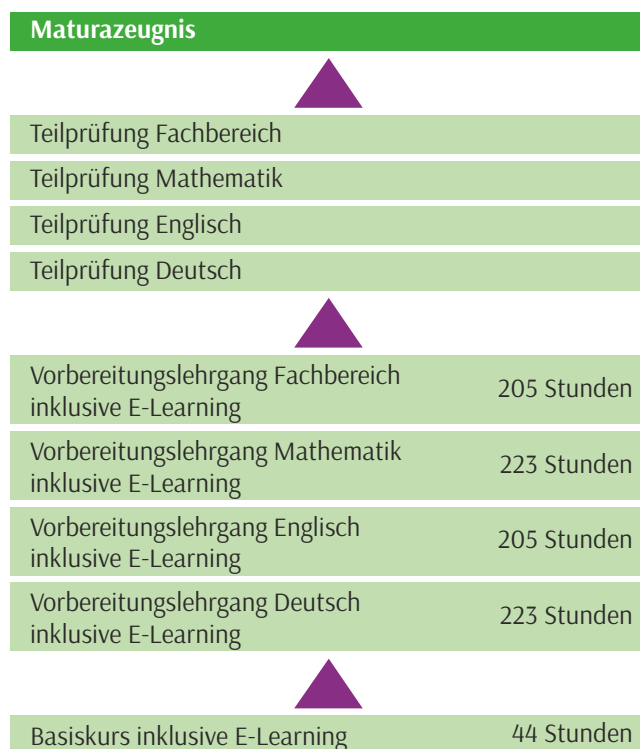 Maturazeugnis
Teilprüfung Fachbereich
Teilprüfung Mathematik
Teilprüfung Englisch
Teilprüfung Deutsch
Vorbereitungslehrgang Fachbereich
inklusive E-Learning
205 Stunden
Vorbereitungslehrgang Mathematik
inklusive E-Learning
223 Stunden
Vorbereitungslehrgang Englisch
inklusive E-Learning
205 Stunden
Vorbereitungslehrgang Deutsch
inklusive E-Learning
223 Stunden
Basiskurs inklusive E-Learning 44 Stunden